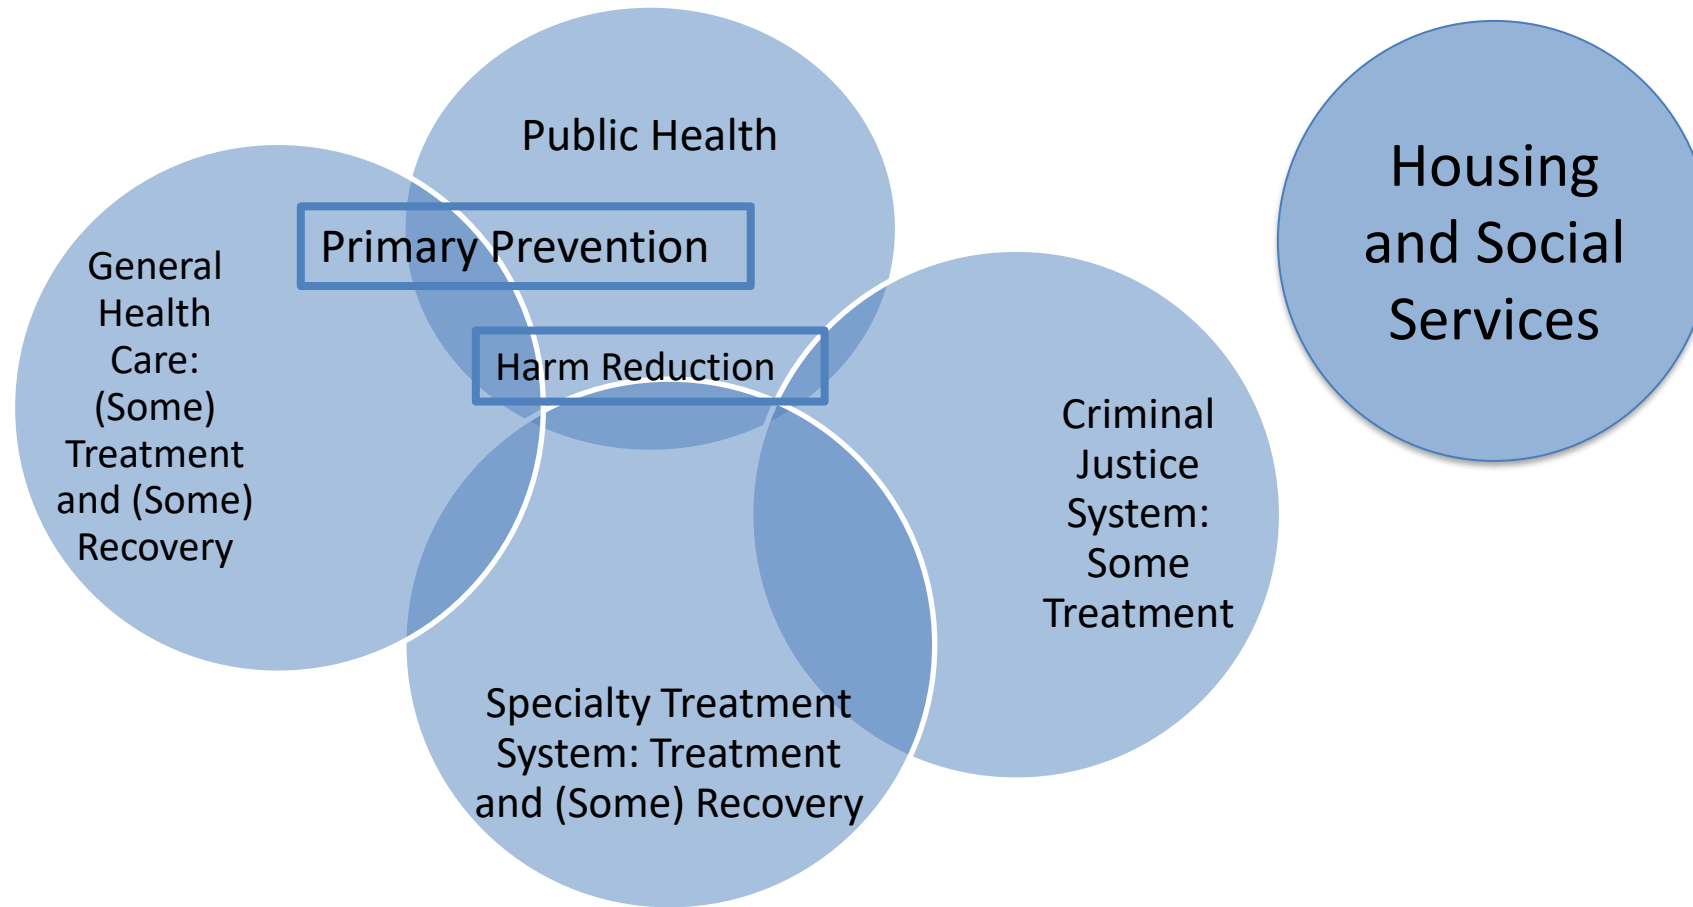 Public Health
Primary Prevention
Harm Reduction
General
Health
Care:
(Some)
Treatment
and (Some)
Recovery
Specialty Treatment
System: Treatment
and (Some) Recovery
Criminal
Justice
System:
Some
Treatment
Housing
and Social
Services